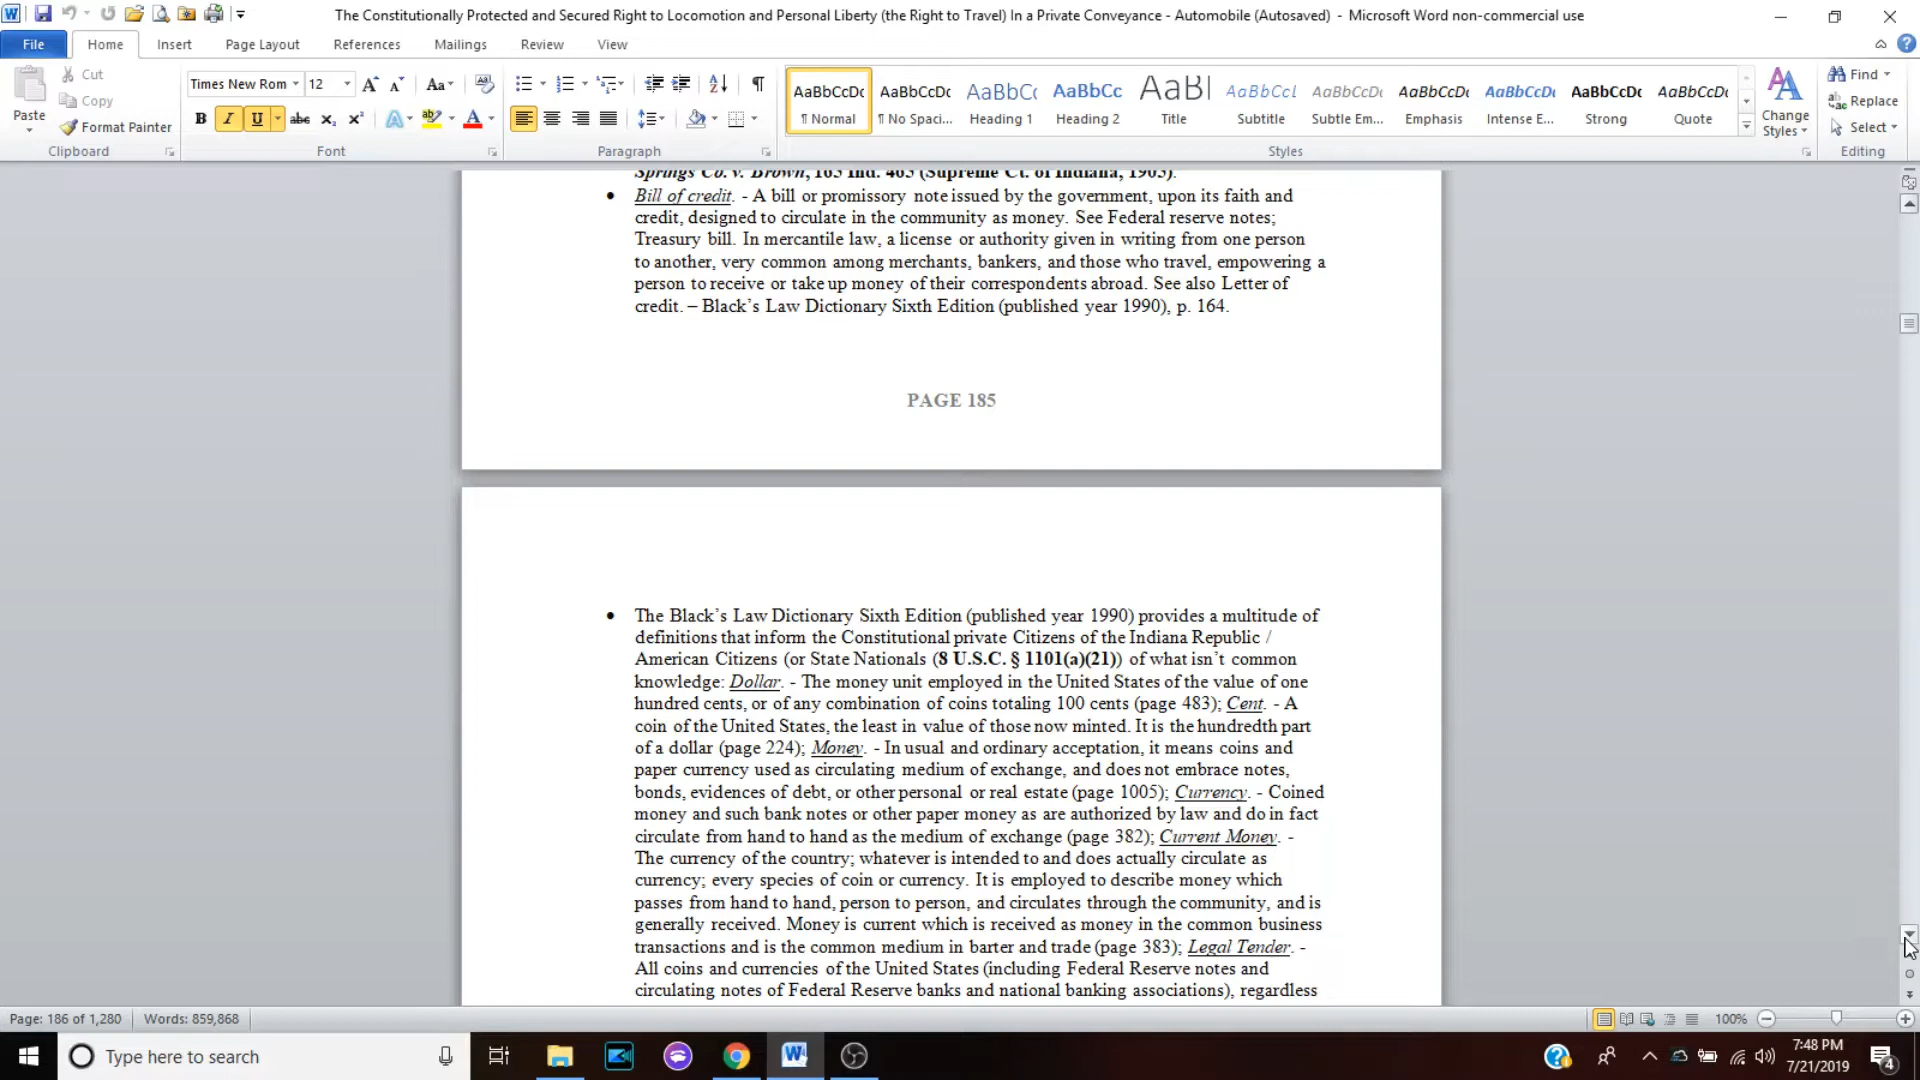 The Constitutionally Protected and Secured Right to Locomotion and Personal Liberty (the Right to Travel) In a Private Conveyance - Automobile (Autosaved) - Microsoft Word non-commercial use
File Home Insert Page Layout References Mailings Review View
Paste
Cut
Copy
Format Painter
Clipboard
Times New Rom 12
Font
Paragraph
AaBbCcDc AaBbCcDc AaBbCc AaBbCc AaBl AaBbCcL AaBbCcDc AaBbCcDc AaBbCcDc AaBbCcDc AaBbCcDc
¶ Normal ¶ No Spaci... Heading 1 Heading 2 Title Subtitle Subtle Em... Emphasis Intense E... Strong Quote
Styles
Change
Styles
Find
Replace
Select
Editing
Springs Co. v. Brown, 165 Ind. 465 (Supreme Ct. of Indiana, 1905).
• Bill of credit. - A bill or promissory note issued by the government, upon its faith and
credit, designed to circulate in the community as money. See Federal reserve notes;
Treasury bill. In mercantile law, a license or authority given in writing from one person
to another, very common among merchants, bankers, and those who travel, empowering a
person to receive or take up money of their correspondents abroad. See also Letter of
credit. – Black’s Law Dictionary Sixth Edition (published year 1990), p. 164.
PAGE 185
• The Black’s Law Dictionary Sixth Edition (published year 1990) provides a multitude of
definitions that inform the Constitutional private Citizens of the Indiana Republic /
American Citizens (or State Nationals (8 U.S.C. § 1101(a)(21)) of what isn’t common
knowledge: Dollar. - The money unit employed in the United States of the value of one
hundred cents, or of any combination of coins totaling 100 cents (page 483); Cent. - A
coin of the United States, the least in value of those now minted. It is the hundredth part
of a dollar (page 224); Money. - In usual and ordinary acceptation, it means coins and
paper currency used as circulating medium of exchange, and does not embrace notes,
bonds, evidences of debt, or other personal or real estate (page 1005); Currency. - Coined
money and such bank notes or other paper money as are authorized by law and do in fact
circulate from hand to hand as the medium of exchange (page 382); Current Money. -
The currency of the country; whatever is intended to and does actually circulate as
currency; every species of coin or currency. It is employed to describe money which
passes from hand to hand, person to person, and circulates through the community, and is
generally received. Money is current which is received as money in the common business
transactions and is the common medium in barter and trade (page 383); Legal Tender. -
All coins and currencies of the United States (including Federal Reserve notes and
circulating notes of Federal Reserve banks and national banking associations), regardless
Page: 186 of 1,280 Words: 859,868 100%
Type here to search
7:48 PM
7/21/2019
4